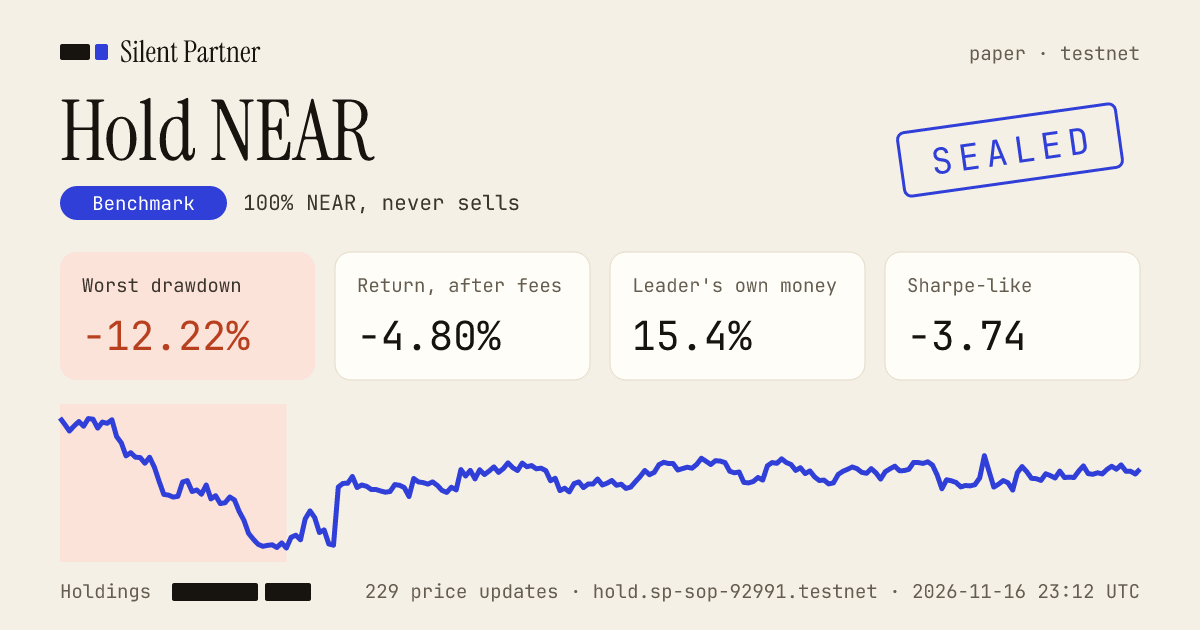 Silent Partner
paper · testnet
Hold NEAR
SEALED
Benchmark
100% NEAR, never sells
Worst drawdown
-12.22%
Return, after fees
-4.80%
Leader's own money
15.4%
Sharpe-like
-3.74
Holdings
229 price updates · hold.sp-sop-92991.testnet · 2026-11-16 23:12 UTC